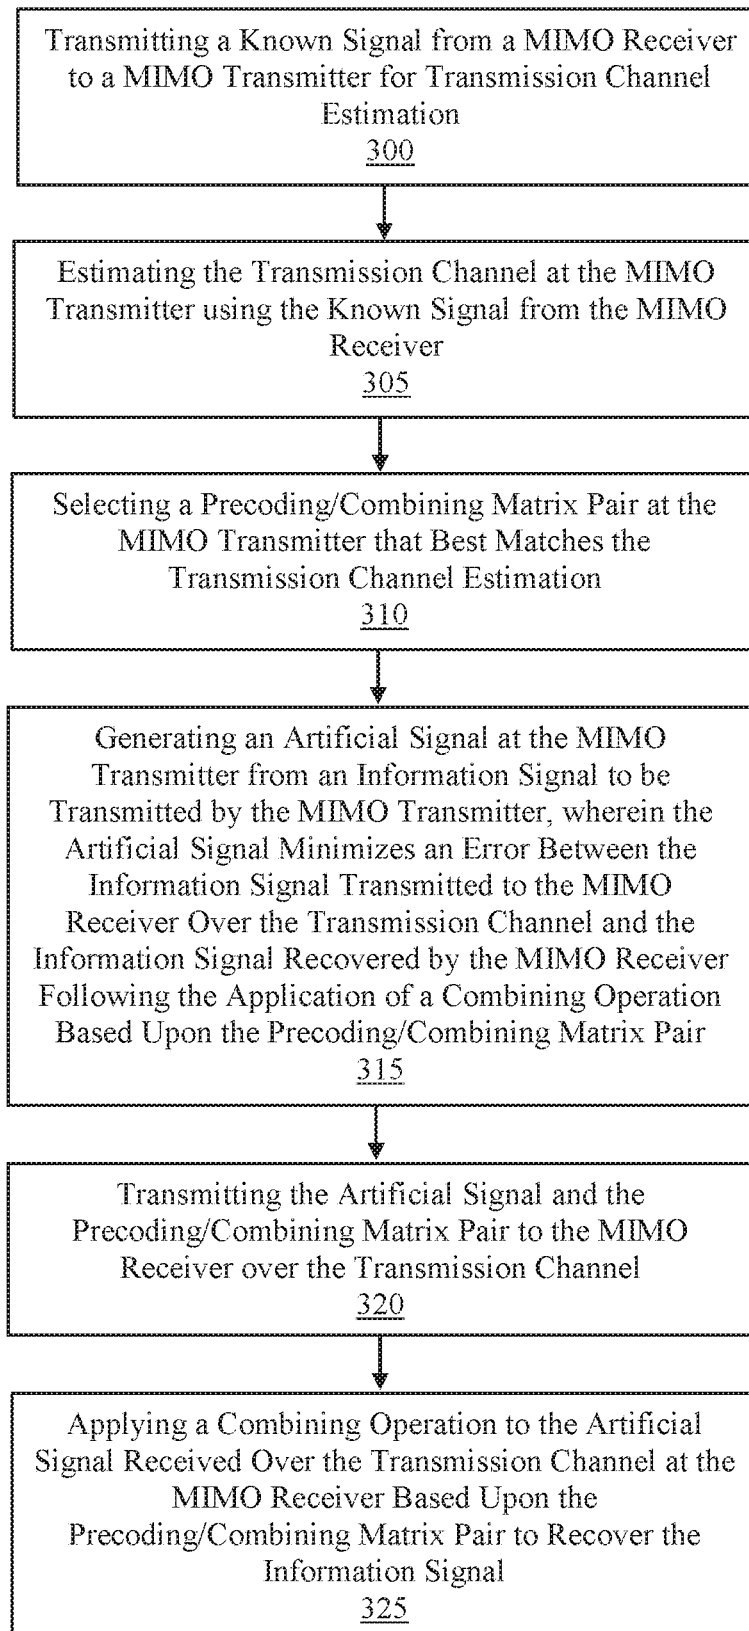 Transmitting a Known Signal from a MIMO Receiver
to a MIMO Transmitter for Transmission Channel
Estimation
300
Estimating the Transmission Channel at the MIMO
Transmitter using the Known Signal from the MIMO
Receiver
305
Selecting a Precoding/Combining Matrix Pair at the
MIMO Transmitter that Best Matches the
Transmission Channel Estimation
310
Generating an Artificial Signal at the MIMO
Transmitter from an Information Signal to be
Transmitted by the MIMO Transmitter, wherein the
Artificial Signal Minimizes an Error Between the
Information Signal Transmitted to the MIMO
Receiver Over the Transmission Channel and the
Information Signal Recovered by the MIMO Receiver
Following the Application of a Combining Operation
Based Upon the Precoding/Combining Matrix Pair
315
Transmitting the Artificial Signal and the
Precoding/Combining Matrix Pair to the MIMO
Receiver over the Transmission Channel
320
Applying a Combining Operation to the Artificial
Signal Received Over the Transmission Channel at the
MIMO Receiver Based Upon the
Precoding/Combining Matrix Pair to Recover the
Information Signal
325